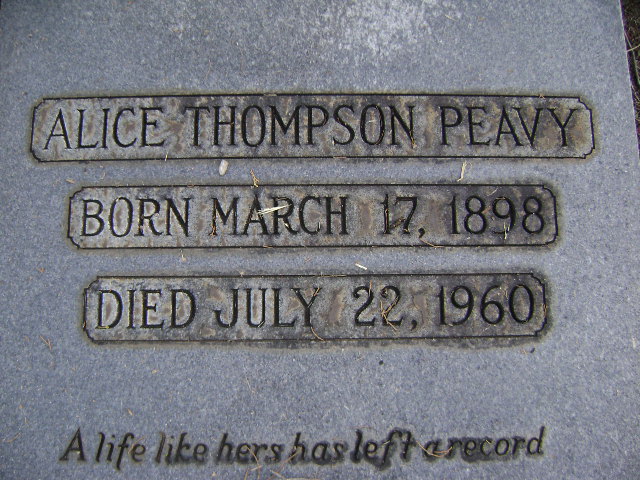 ALICE THOMPSON PEAVY
BORN MARCH 17, 1898
DIED JULY 22, 1960
A life like hers has left a record